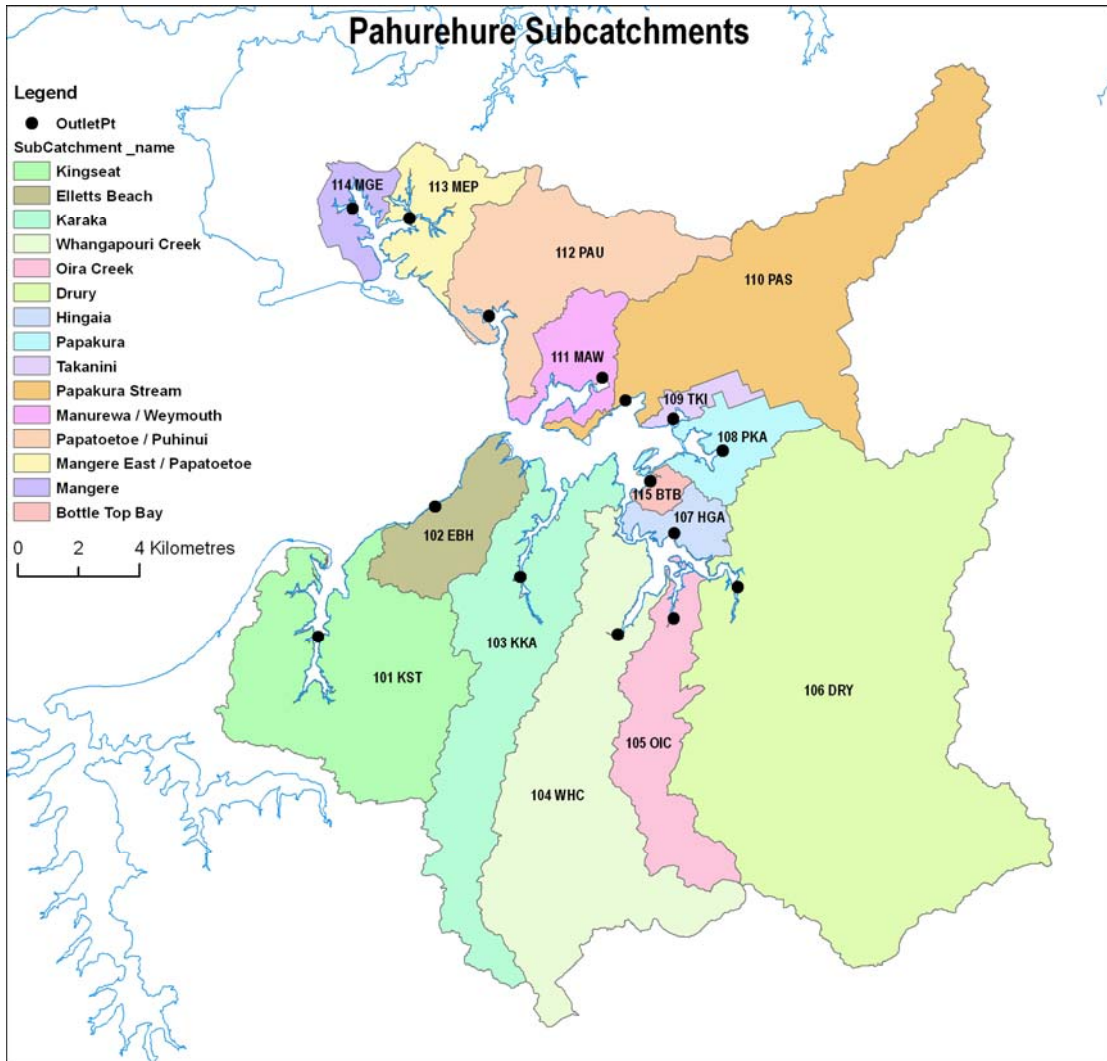 Pahurehure Subcatchments
Legend
OutletPt
SubCatchment _name
Kingseat
Elletts Beach
Karaka
Whangapouri Creek
Oira Creek
Drury
Hingaia
Papakura
Takanini
Papakura Stream
Manurewa / Weymouth
Papatoetoe / Puhinui
Mangere East / Papatoetoe
Mangere
Bottle Top Bay
0 2 4 Kilometres
114 MGE
113 MEP
112 PAU
110 PAS
111 MAW
109 TKI
108 PKA
115 BTB
107 HGA
102 EBH
103 KKA
101 KST
106 DRY
105 OIC
104 WHC